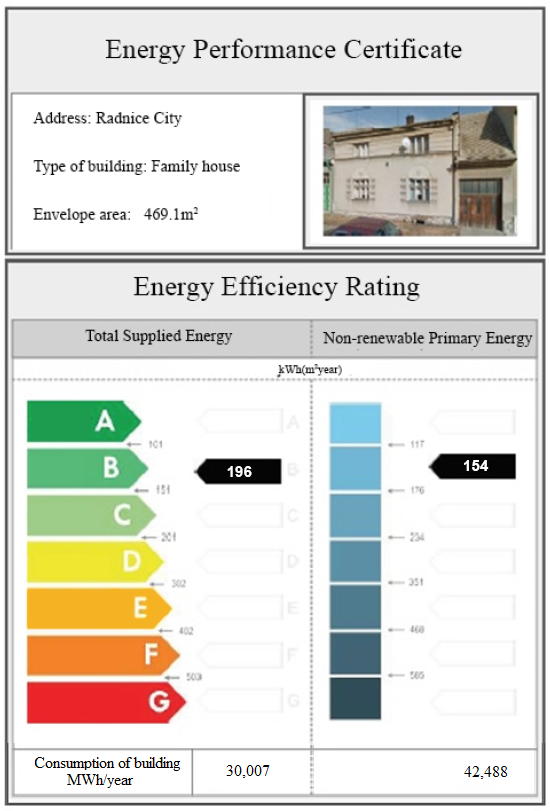 Energy Performance Certificate
Address: Radnice City
Type of building: Family house
Envelope area: 469.1m²
Energy Efficiency Rating
Total Supplied Energy
Non-renewable Primary Energy
kWh(m²year)
A
A
101
117
B
196
B
154
151
176
C
C
201
234
D
D
302
351
E
E
402
468
F
F
503
585
G
G
Consumption of building
MWh/year
30,007
42,488